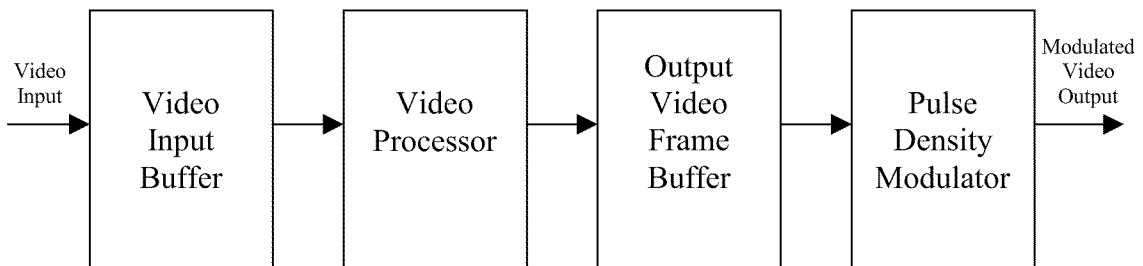 Video
Input
Video
Input
Buffer
Video
Processor
Output
Video
Frame
Buffer
Pulse
Density
Modulator
Modulated
Video
Output